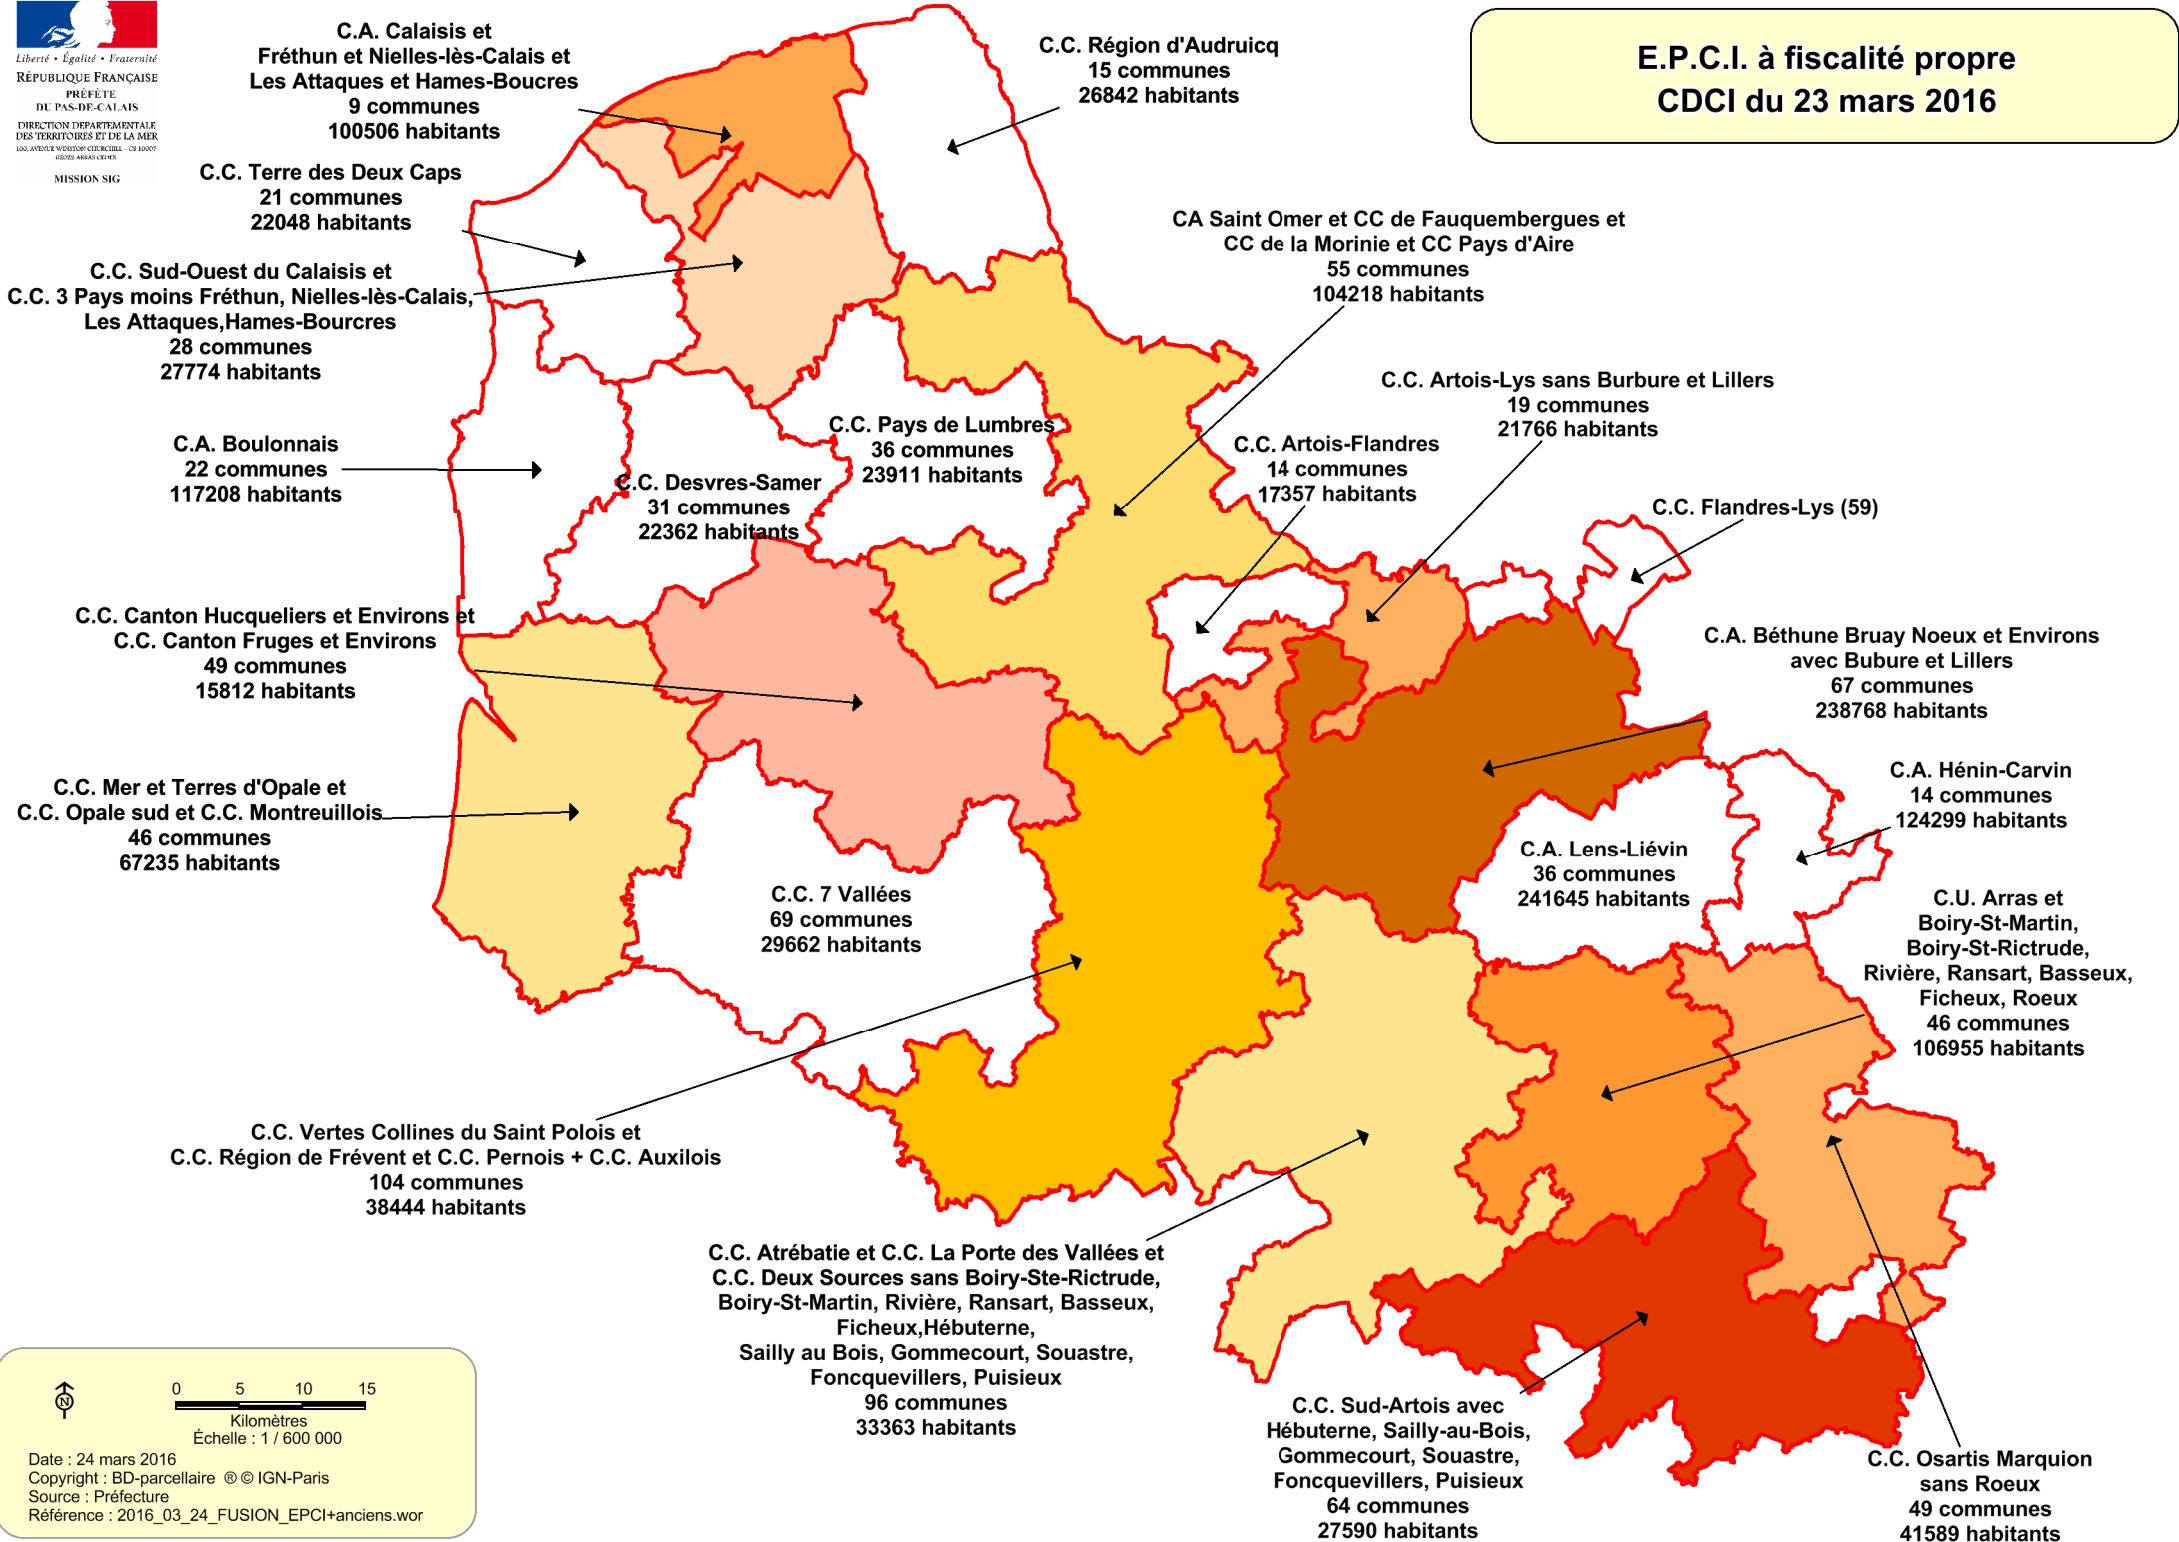 Liberté • Égalité • Fraternité
RÉPUBLIQUE FRANÇAISE
PRÉFÈTE
DU PAS-DE-CALAIS
DIRECTION DEPARTEMENTALE
DES TERRITOIRES ET DE LA MER
100, AVENUE WINSTON CHURCHILL - CS 10007
62022 ARRAS CEDEX
MISSION SIG
E.P.C.I. à fiscalité propre
CDCI du 23 mars 2016
C.A. Calaisis et
Fréthun et Nielles-lès-Calais et
Les Attaques et Hames-Boucres
9 communes
100506 habitants
C.C. Région d'Audruicq
15 communes
26842 habitants
C.C. Terre des Deux Caps
21 communes
22048 habitants
CA Saint Omer et CC de Fauquembergues et
CC de la Morinie et CC Pays d'Aire
55 communes
104218 habitants
C.C. Sud-Ouest du Calaisis et
C.C. 3 Pays moins Fréthun, Nielles-lès-Calais,
Les Attaques,Hames-Bourcres
28 communes
27774 habitants
C.C. Artois-Lys sans Burbure et Lillers
19 communes
21766 habitants
C.A. Boulonnais
22 communes
117208 habitants
C.C. Pays de Lumbres
36 communes
23911 habitants
C.C. Artois-Flandres
14 communes
17357 habitants
C.C. Desvres-Samer
31 communes
22362 habitants
C.C. Flandres-Lys (59)
C.C. Canton Hucqueliers et Environs et
C.C. Canton Fruges et Environs
49 communes
15812 habitants
C.A. Béthune Bruay Noeux et Environs
avec Bubure et Lillers
67 communes
238768 habitants
C.C. Mer et Terres d'Opale et
C.C. Opale sud et C.C. Montreuillois
46 communes
67235 habitants
C.A. Hénin-Carvin
14 communes
124299 habitants
C.A. Lens-Liévin
36 communes
241645 habitants
C.C. 7 Vallées
69 communes
29662 habitants
C.U. Arras et
Boiry-St-Martin,
Boiry-St-Rictrude,
Rivière, Ransart, Basseux,
Ficheux, Roeux
46 communes
106955 habitants
C.C. Vertes Collines du Saint Polois et
C.C. Région de Frévent et C.C. Pernois + C.C. Auxilois
104 communes
38444 habitants
C.C. Atrébatie et C.C. La Porte des Vallées et
C.C. Deux Sources sans Boiry-Ste-Rictrude,
Boiry-St-Martin, Rivière, Ransart, Basseux,
Ficheux,Hébuterne,
Sailly au Bois, Gommecourt, Souastre,
Foncquevillers, Puisieux
96 communes
33363 habitants
C.C. Sud-Artois avec
Hébuterne, Sailly-au-Bois,
Gommecourt, Souastre,
Foncquevillers, Puisieux
64 communes
27590 habitants
C.C. Osartis Marquion
sans Roeux
49 communes
41589 habitants
N
0 5 10 15
Kilomètres
Échelle : 1 / 600 000
Date : 24 mars 2016
Copyright : BD-parcellaire ® © IGN-Paris
Source : Préfecture
Référence : 2016_03_24_FUSION_EPCI+anciens.wor